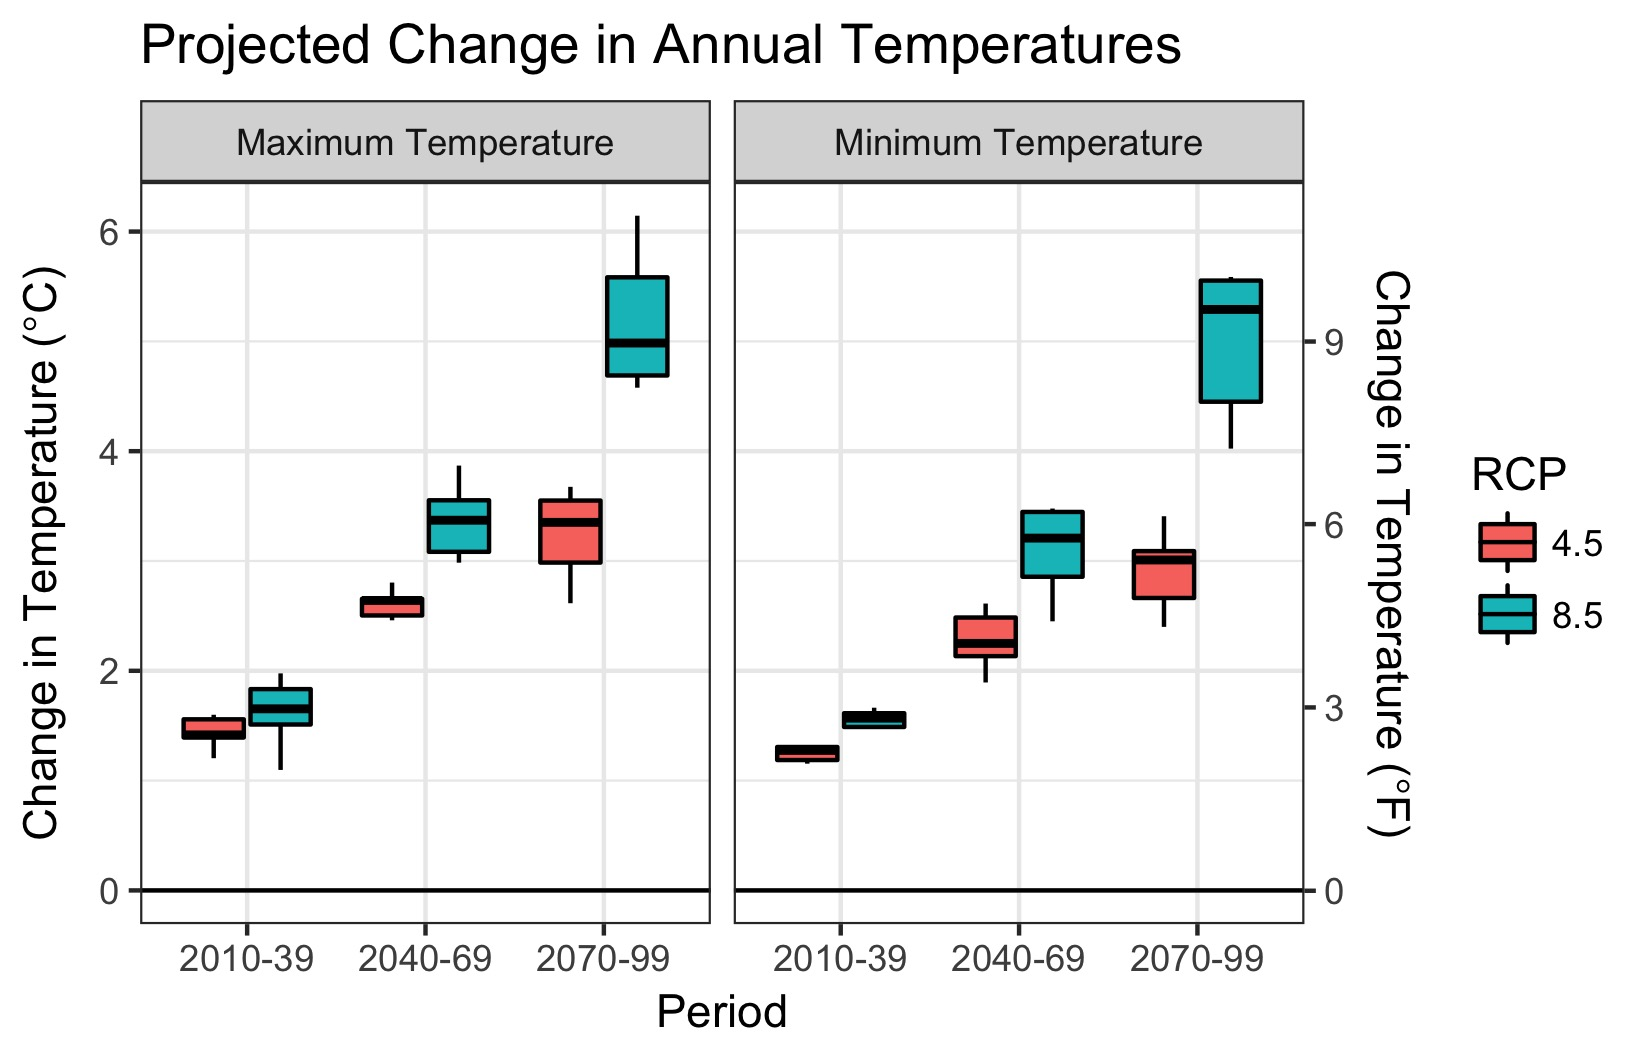 Projected Change in Annual Temperatures
Maximum Temperature
Minimum Temperature
Change in Temperature (°C)
6
4
2
0
2010-39
2040-69
2070-99
2010-39
2040-69
2070-99
Period
9
6
3
0
Change in Temperature (°F)
RCP
4.5
8.5